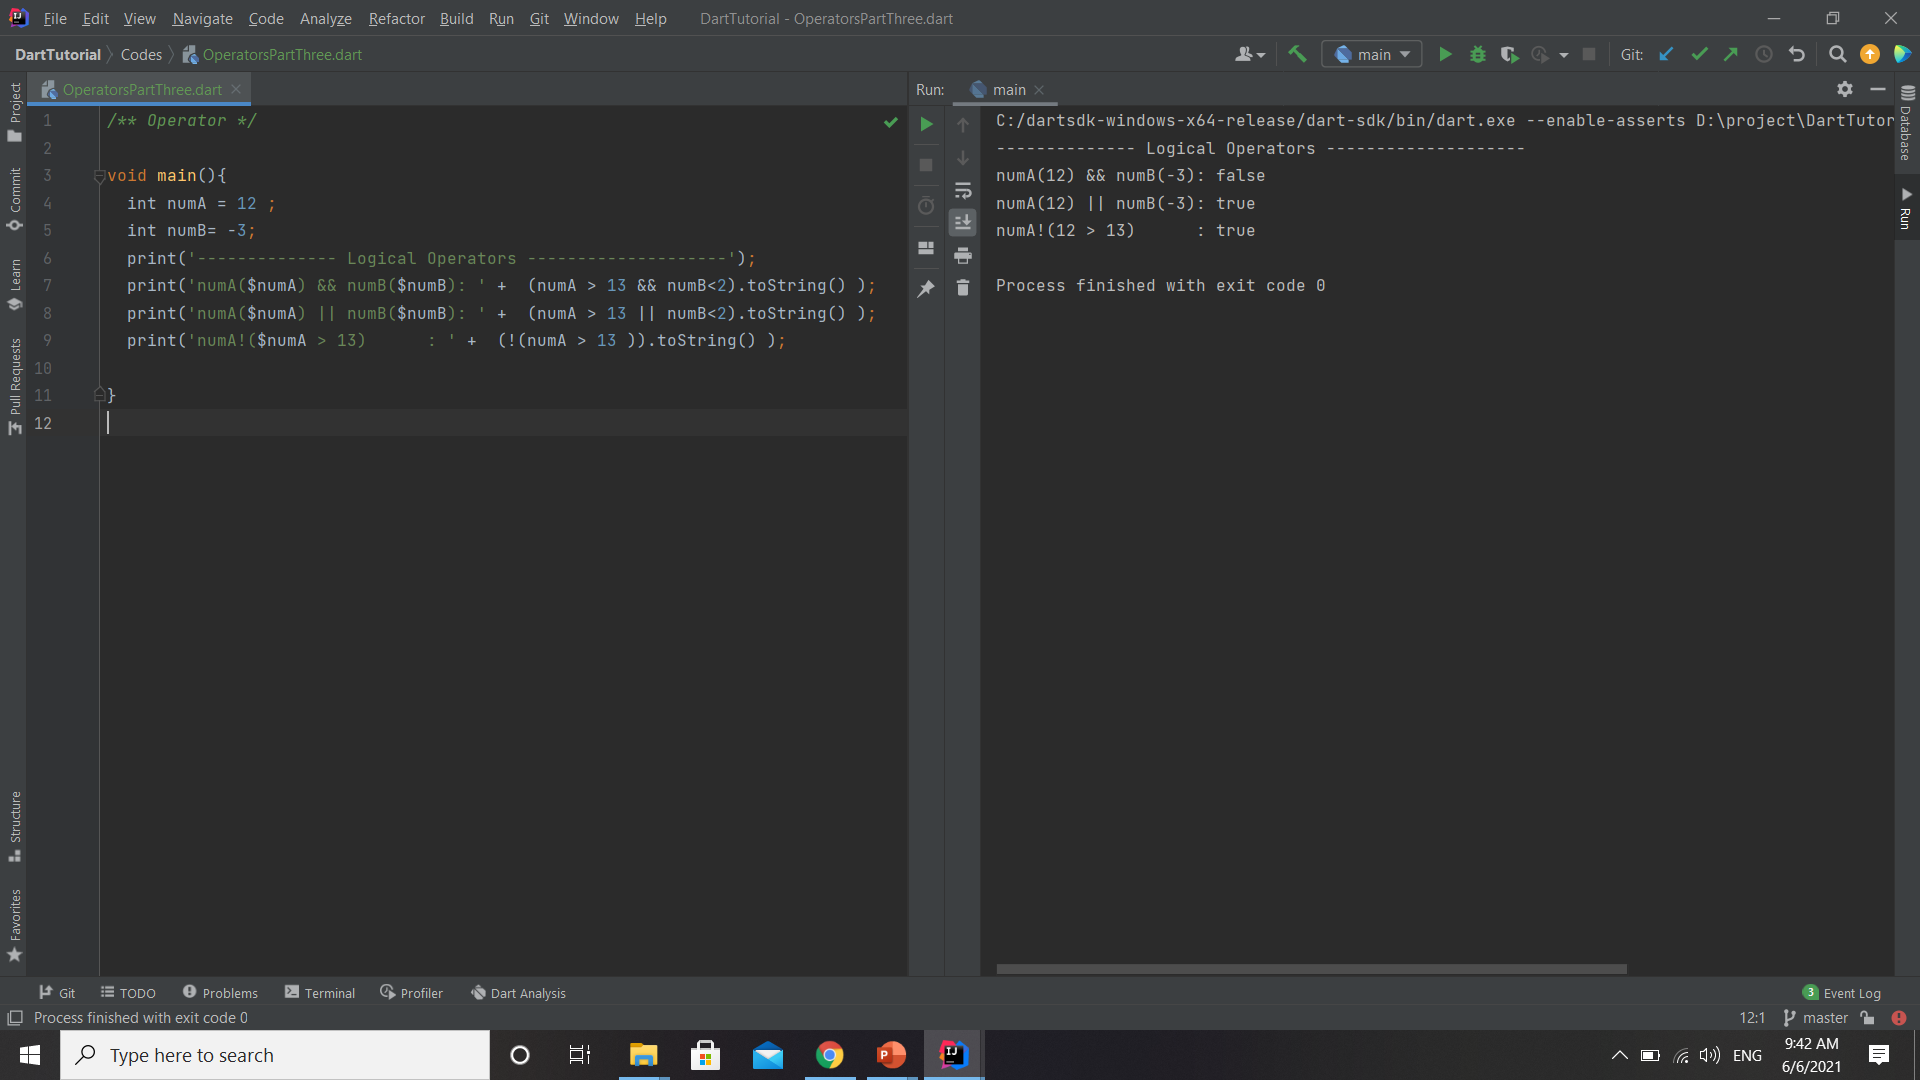 File Edit View Navigate Code Analyze Refactor Build Run Git Window Help DartTutorial - OperatorsPartThree.dart
DartTutorial Codes OperatorsPartThree.dart main Git:
OperatorsPartThree.dart
Run: main
Project
Commit
Learn
Pull Requests
Structure
Favorites
1 /** Operator */
2
3 void main(){
4 int numA = 12 ;
5 int numB= -3;
6 print('-------------- Logical Operators --------------------');
7 print('numA($numA) && numB($numB): ' +  (numA > 13 && numB<2).toString() );
8 print('numA($numA) || numB($numB): ' +  (numA > 13 || numB<2).toString() );
9 print('numA!($numA > 13)      : ' +  (!(numA > 13 )).toString() );
10
11 }
12
C:/dartsdk-windows-x64-release/dart-sdk/bin/dart.exe --enable-asserts D:\project\DartTutor
-------------- Logical Operators --------------------
numA(12) && numB(-3): false
numA(12) || numB(-3): true
numA!(12 > 13)      : true
Process finished with exit code 0
Database
Run
Git TODO Problems Terminal Profiler Dart Analysis 3 Event Log
Process finished with exit code 0 12:1 master
Type here to search
ENG
9:42 AM
6/6/2021